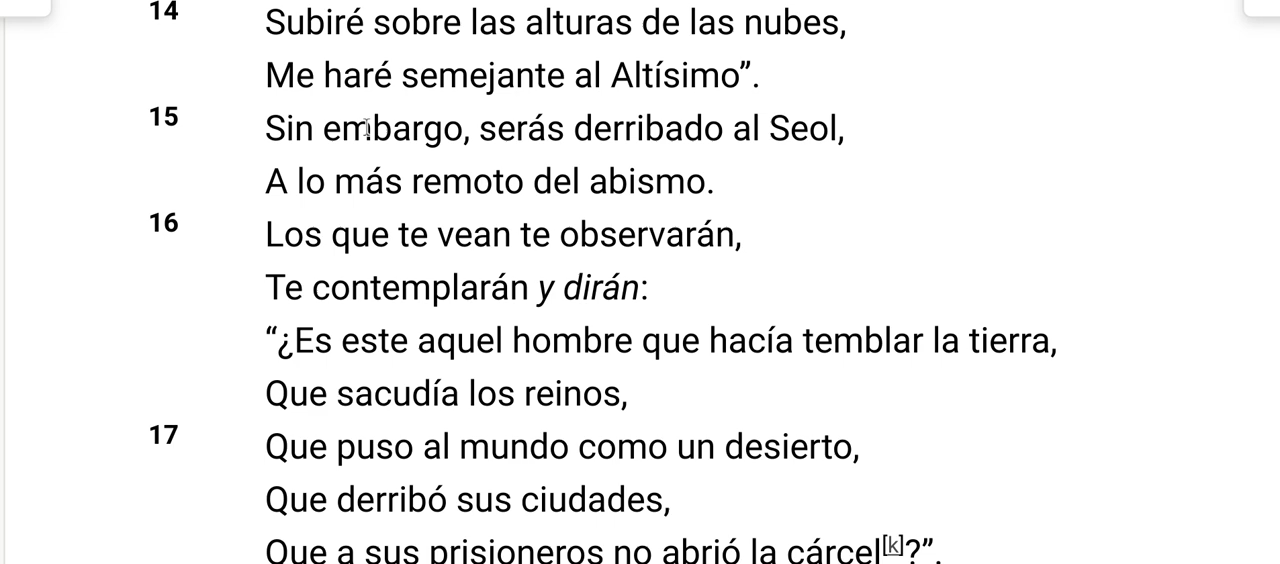 14 Subiré sobre las alturas de las nubes,
Me haré semejante al Altísimo”.
15 Sin embargo, serás derribado al Seol,
A lo más remoto del abismo.
16 Los que te vean te observarán,
Te contemplarán y dirán:
“¿Es este aquel hombre que hacía temblar la tierra,
Que sacudía los reinos,
17 Que puso al mundo como un desierto,
Que derribó sus ciudades,
Que a sus prisioneros no abrió la cárcel[k]?”.